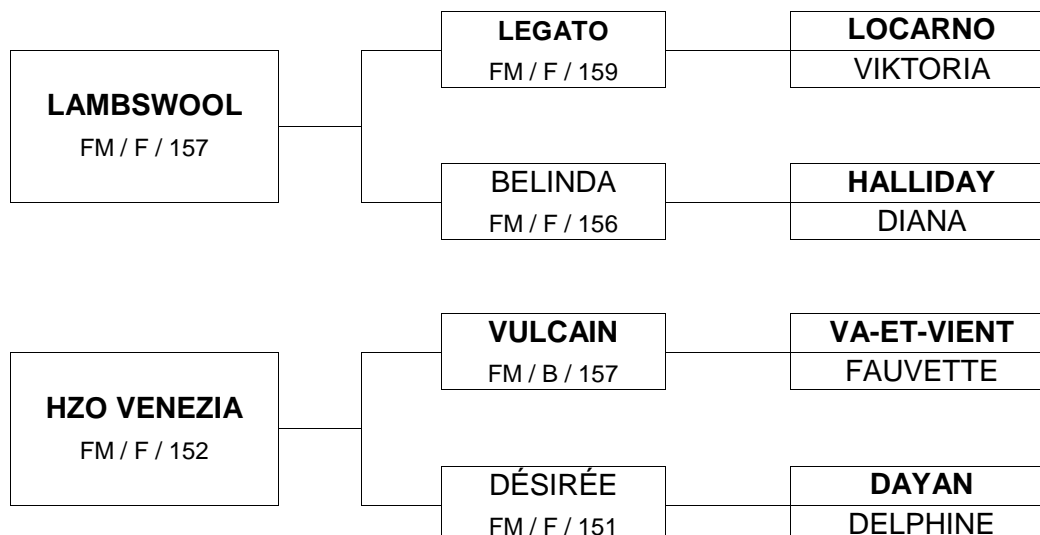 LAMBSWOOL
FM / F / 157
LEGATO
FM / F / 159
LOCARNO
VIKTORIA
BELINDA
FM / F / 156
HALLIDAY
DIANA
HZO VENEZIA
FM / F / 152
VULCAIN
FM / B / 157
VA-ET-VIENT
FAUVETTE
DÉSIRÉE
FM / F / 151
DAYAN
DELPHINE